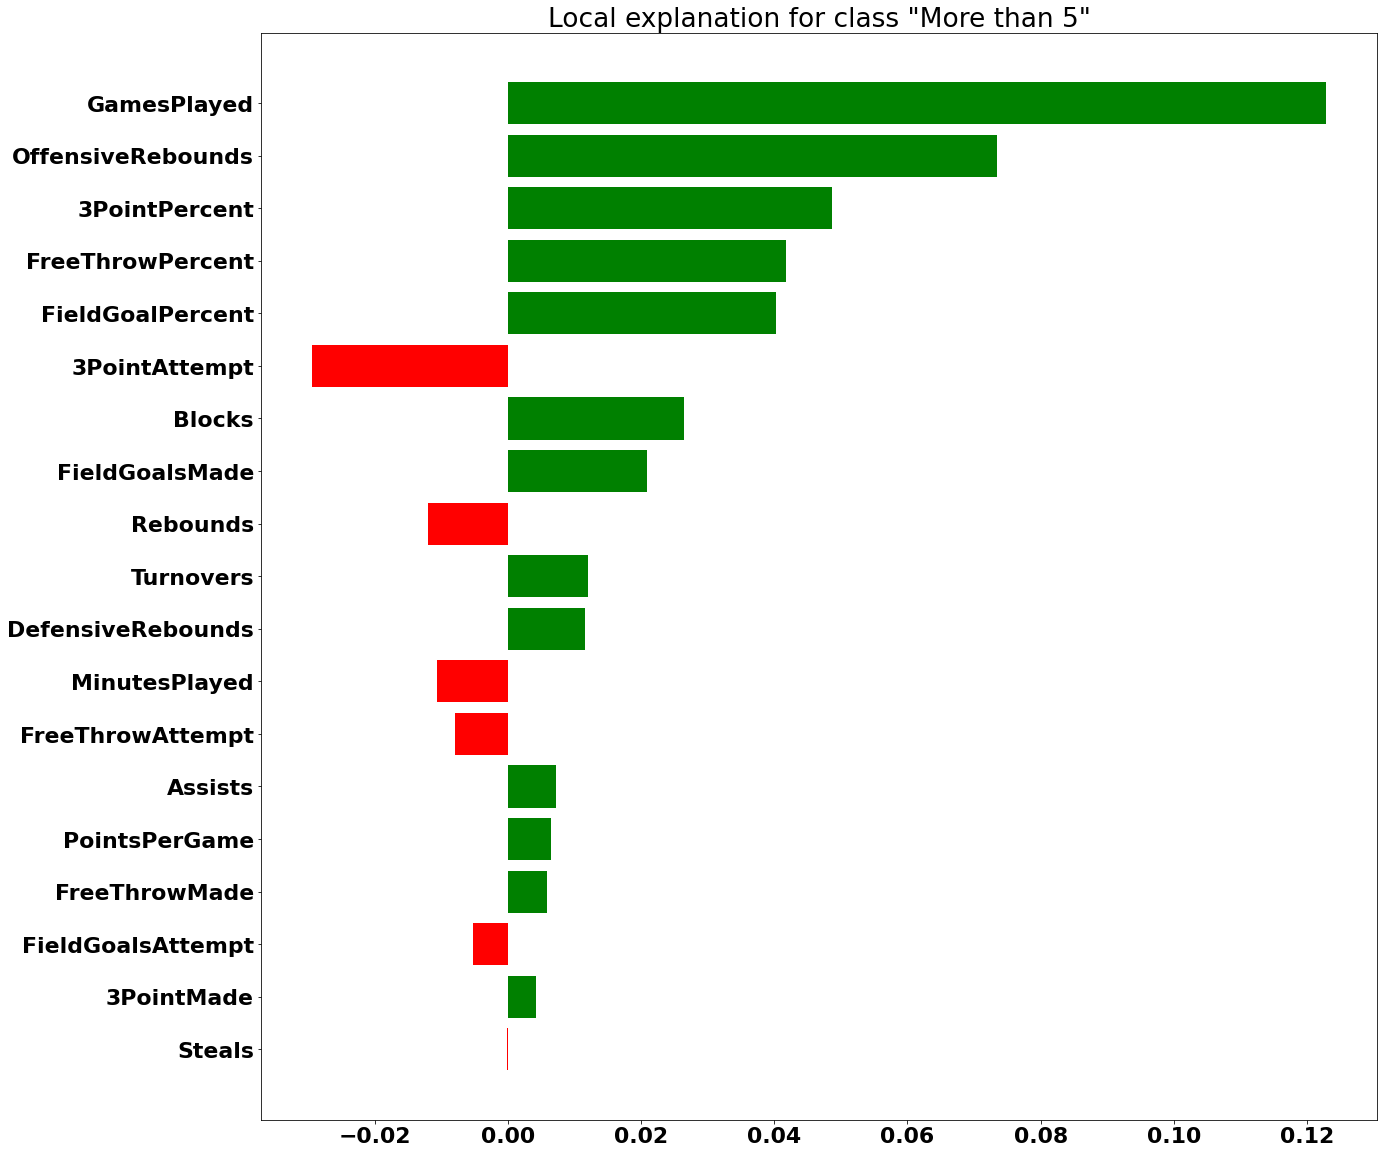 Local explanation for class "More than 5"
GamesPlayed
OffensiveRebounds
3PointPercent
FreeThrowPercent
FieldGoalPercent
3PointAttempt
Blocks
FieldGoalsMade
Rebounds
Turnovers
DefensiveRebounds
MinutesPlayed
FreeThrowAttempt
Assists
PointsPerGame
FreeThrowMade
FieldGoalsAttempt
3PointMade
Steals
−0.02 0.00 0.02 0.04 0.06 0.08 0.10 0.12